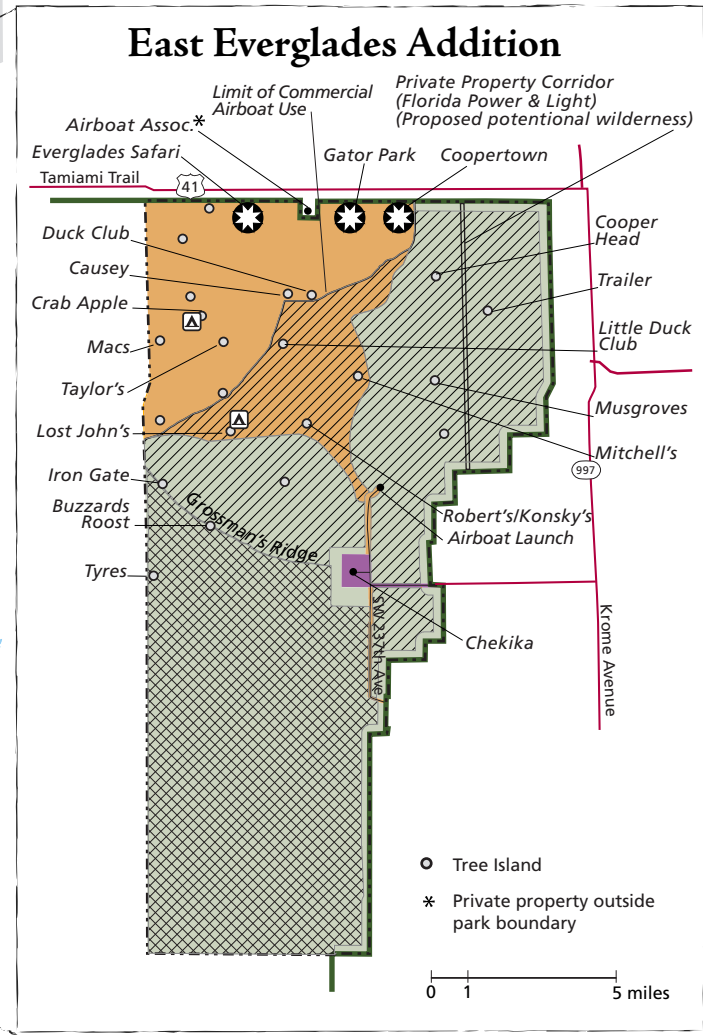 East Everglades Addition
Private Property Corridor
(Florida Power & Light)
(Proposed potentional wilderness)
Limit of Commercial
Airboat Use
Airboat Assoc.*
Everglades Safari
Gator Park
Coopertown
Tamiami Trail
41
Duck Club
Cooper
Head
Causey
Trailer
Crab Apple
Little Duck
Club
Macs
Taylor's
Musgroves
Lost John's
Mitchell's
997
Iron Gate
Buzzards
Roost
Grossman's Ridge
Robert's/Konsky's
Airboat Launch
Tyres
SW 237th Ave
Chekika
Krome Avenue
Tree Island
* Private property outside
park boundary
0 1 5 miles